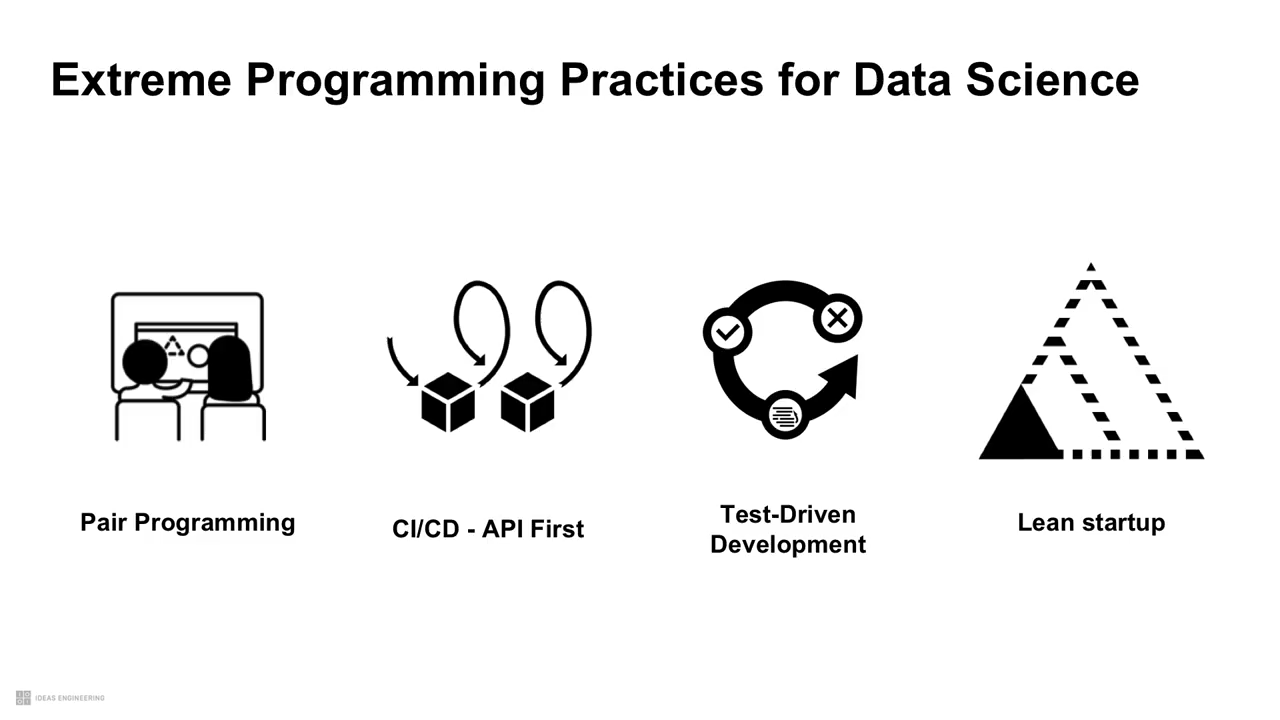 Extreme Programming Practices for Data Science
Pair Programming
CI/CD - API First
Test-Driven
Development
Lean startup
IDEAS ENGINEERING